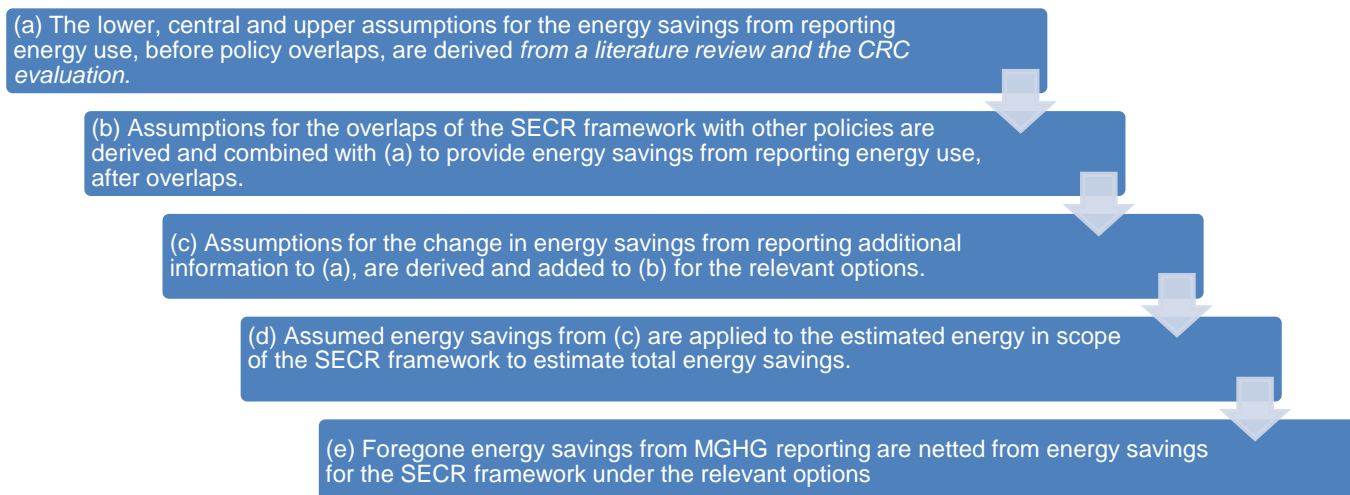 (a) The lower, central and upper assumptions for the energy savings from reporting
energy use, before policy overlaps, are derived from a literature review and the CRC
evaluation.
(b) Assumptions for the overlaps of the SECR framework with other policies are
derived and combined with (a) to provide energy savings from reporting energy use,
after overlaps.
(c) Assumptions for the change in energy savings from reporting additional
information to (a), are derived and added to (b) for the relevant options.
(d) Assumed energy savings from (c) are applied to the estimated energy in scope
of the SECR framework to estimate total energy savings.
(e) Foregone energy savings from MGHG reporting are netted from energy savings
for the SECR framework under the relevant options